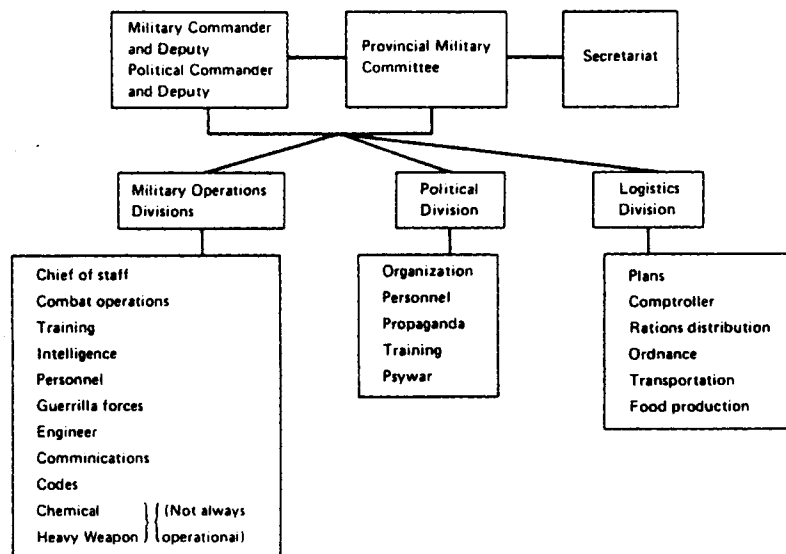 Military Commander
and Deputy
Political Commander
and Deputy
Provincial Military
Committee
Secretariat
Military Operations
Divisions
Political
Division
Logistics
Division
Chief of staff
Combat operations
Training
Intelligence
Personnel
Guerrilla forces
Engineer
Comminications
Codes
Chemical
Heavy Weapon
(Not always
operational)
Organization
Personnel
Propaganda
Training
Psywar
Plans
Comptroller
Rations distribution
Ordnance
Transportation
Food production